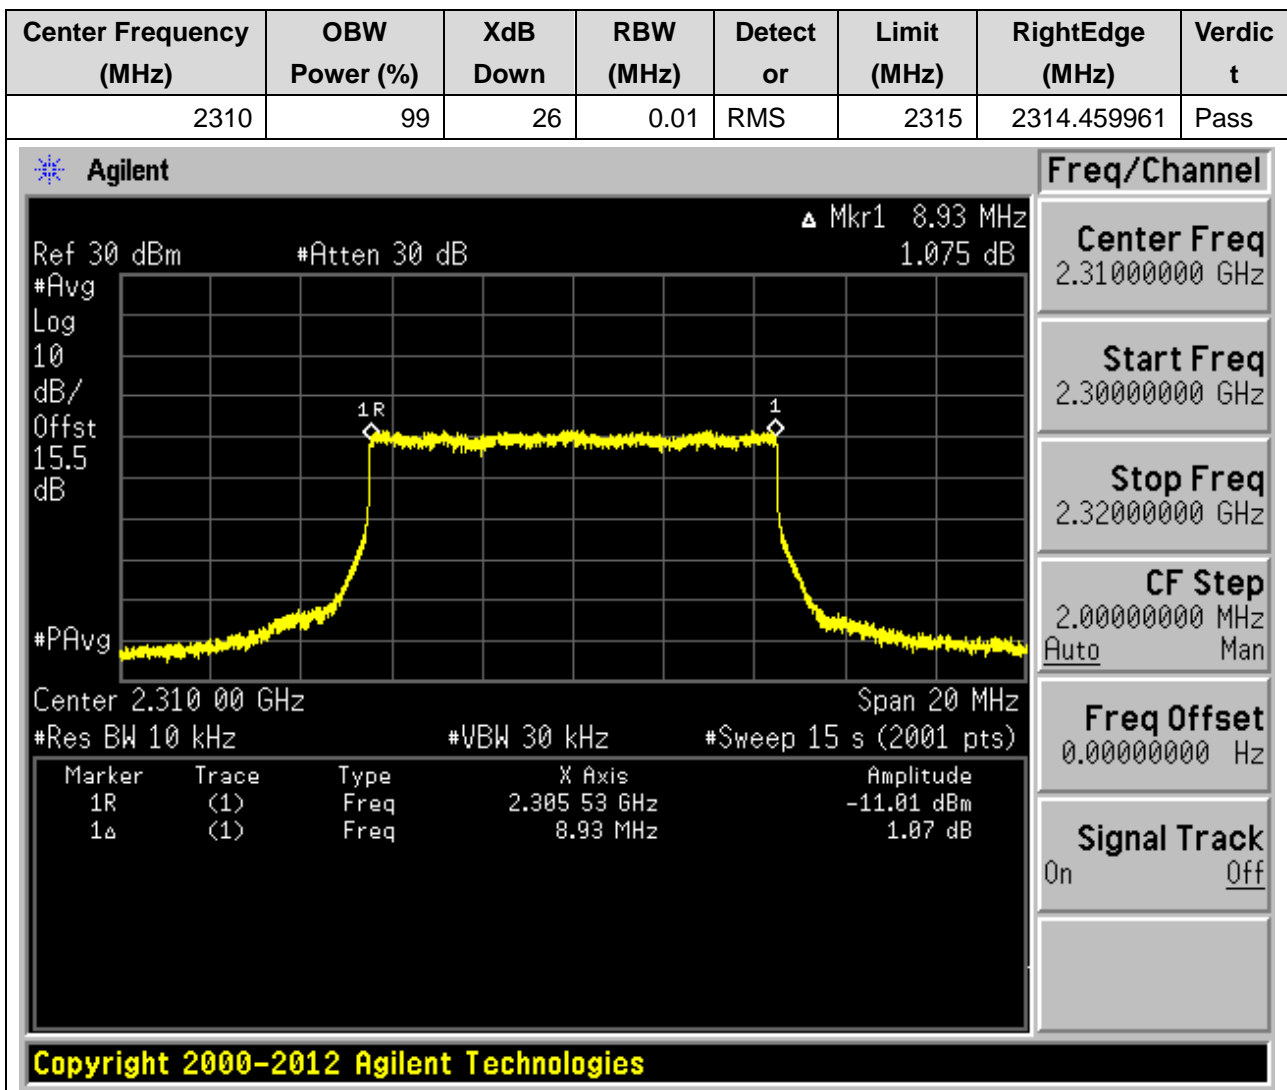 Center Frequency (MHz) OBW Power (%) XdB Down RBW (MHz) Detect or Limit (MHz) RightEdge (MHz) Verdic t
2310 99 26 0.01 RMS 2315 2314.459961 Pass
Agilent
Freq/Channel
Δ Mkr1 8.93 MHz
Ref 30 dBm #Atten 30 dB 1.075 dB
#Avg
Log
10
dB/
Offst
15.5
dB
#PAvg
1R
1
Center 2.310 00 GHz Span 20 MHz
#Res BW 10 kHz #VBW 30 kHz #Sweep 15 s (2001 pts)
Marker Trace Type X Axis Amplitude
1R (1) Freq 2.305 53 GHz -11.01 dBm
1Δ (1) Freq 8.93 MHz 1.07 dB
Center Freq
2.31000000 GHz
Start Freq
2.30000000 GHz
Stop Freq
2.32000000 GHz
CF Step
2.00000000 MHz
Auto Man
Freq Offset
0.00000000 Hz
Signal Track
On Off
Copyright 2000-2012 Agilent Technologies